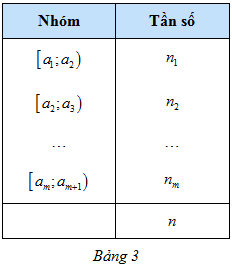 Nhóm Tần số
[a₁;a₂) n₁
[a₂;a₃) n₂
… …
[aₘ;aₘ₊₁) nₘ
n
Bảng 3